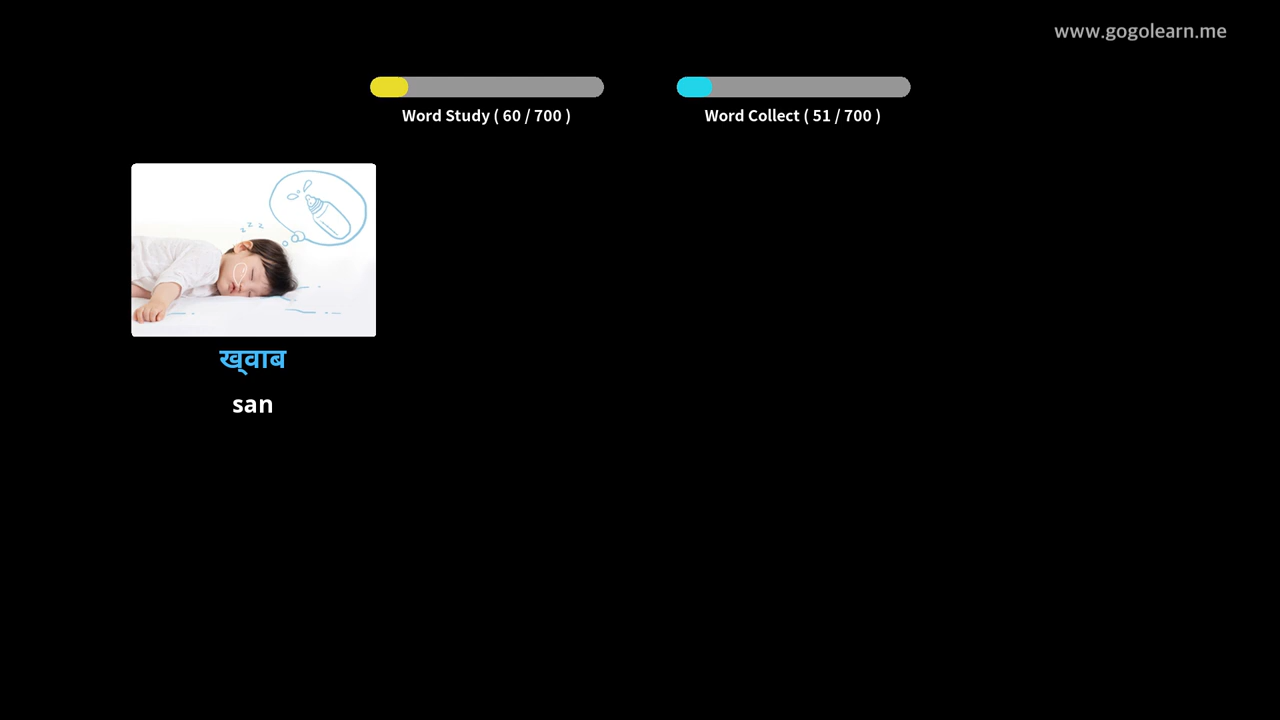 www.gogolearn.me
Word Study ( 60 / 700 )
Word Collect ( 51 / 700 )
z z z
ख्वाब
san